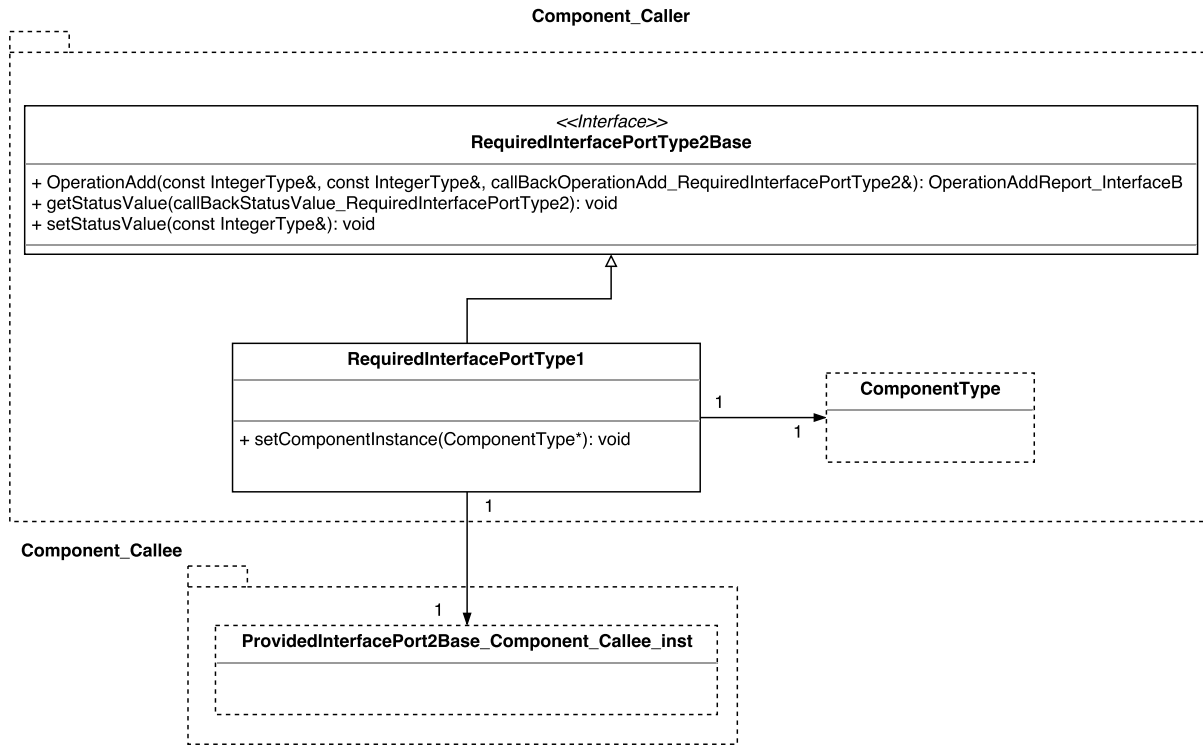 Component_Caller
<<Interface>>
RequiredInterfacePortType2Base
+ OperationAdd(const IntegerType&, const IntegerType&, callBackOperationAdd_RequiredInterfacePortType2&): OperationAddReport_InterfaceB
+ getStatusValue(callBackStatusValue_RequiredInterfacePortType2): void
+ setStatusValue(const IntegerType&): void
RequiredInterfacePortType1
+ setComponentInstance(ComponentType*): void
1
1
ComponentType
1
Component_Callee
1
ProvidedInterfacePort2Base_Component_Callee_inst